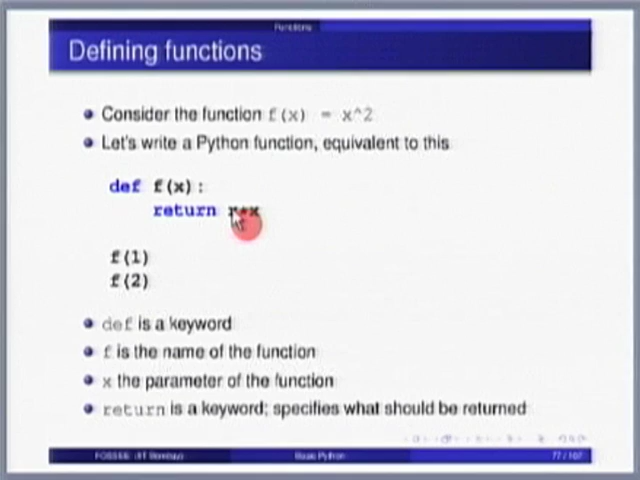 Functions
Defining functions
Consider the function f(x) = x^2
Let's write a Python function, equivalent to this
def f(x):
return x*x
f(1)
f(2)
def is a keyword
f is the name of the function
x the parameter of the function
return is a keyword; specifies what should be returned
FOSSEE (IIT Bombay) Basic Python 77 / 107